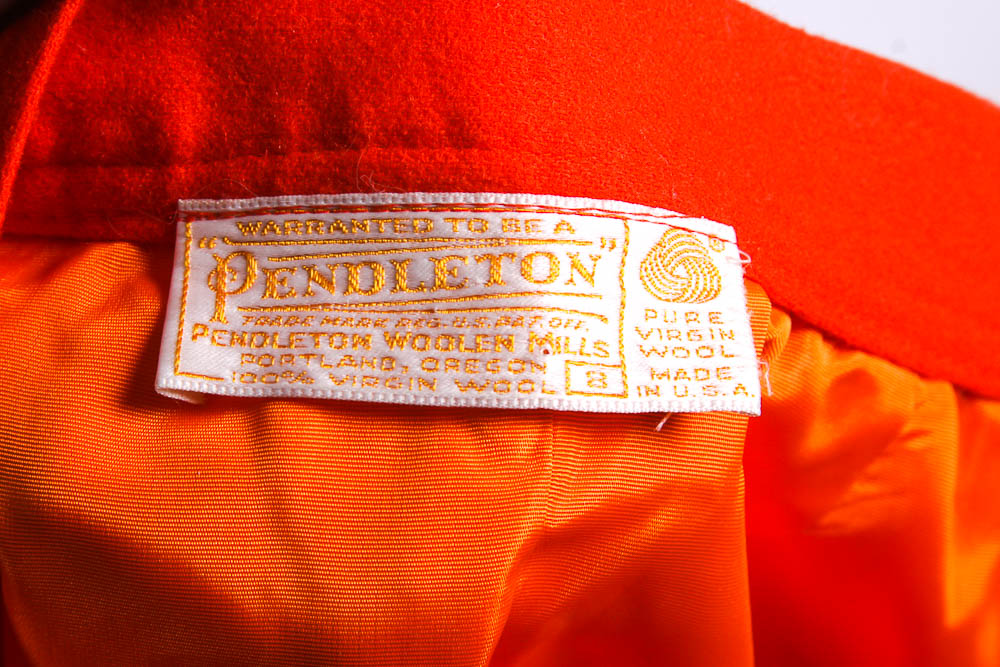 WARRANTED TO BE A
"PENDLETON"
TRADE MARK REG. U.S. PAT. OFF.
PENDLETON WOOLEN MILLS
PORTLAND, OREGON
100% VIRGIN WOOL
8
®
PURE
VIRGIN
WOOL
MADE
IN U.S.A.